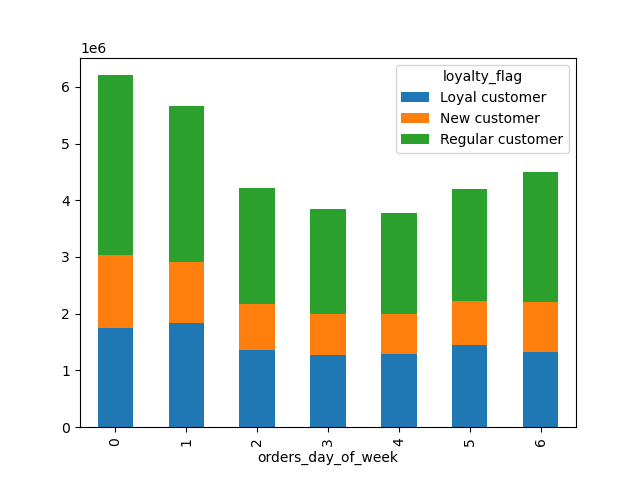 1e6
6
5
4
3
2
1
0
loyalty_flag
Loyal customer
New customer
Regular customer
0 1 2 3 4 5 6
orders_day_of_week